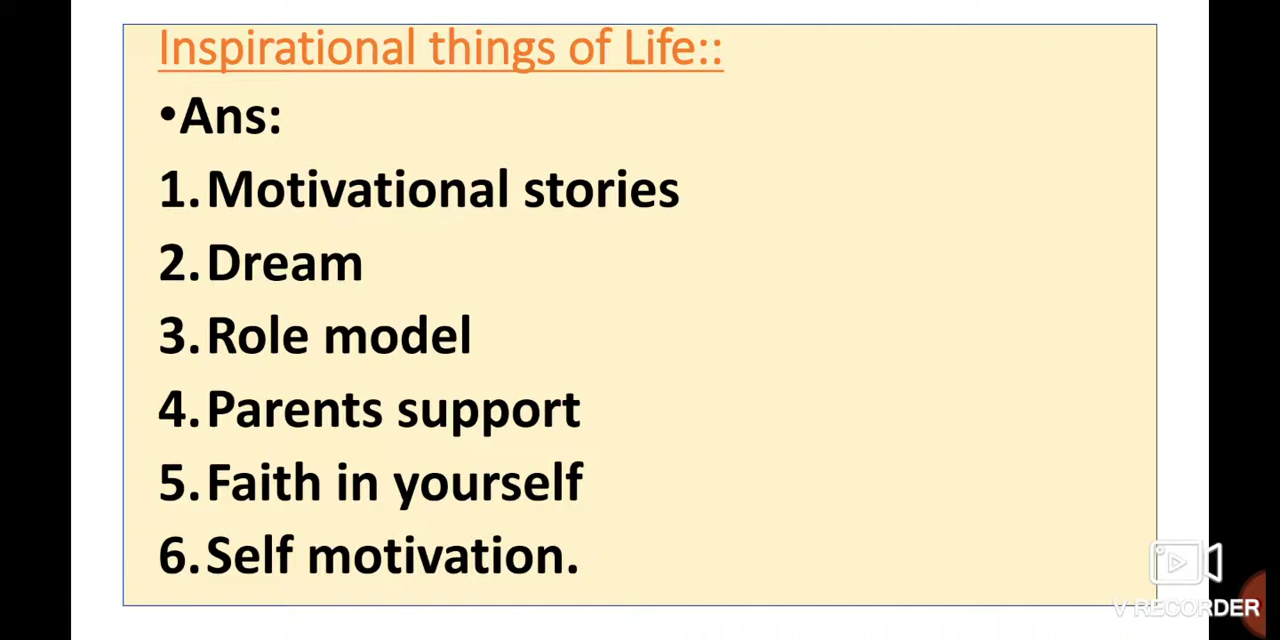 Inspirational things of Life::
•Ans:
1.Motivational stories
2.Dream
3.Role model
4.Parents support
5.Faith in yourself
6.Self motivation.
V RECORDER